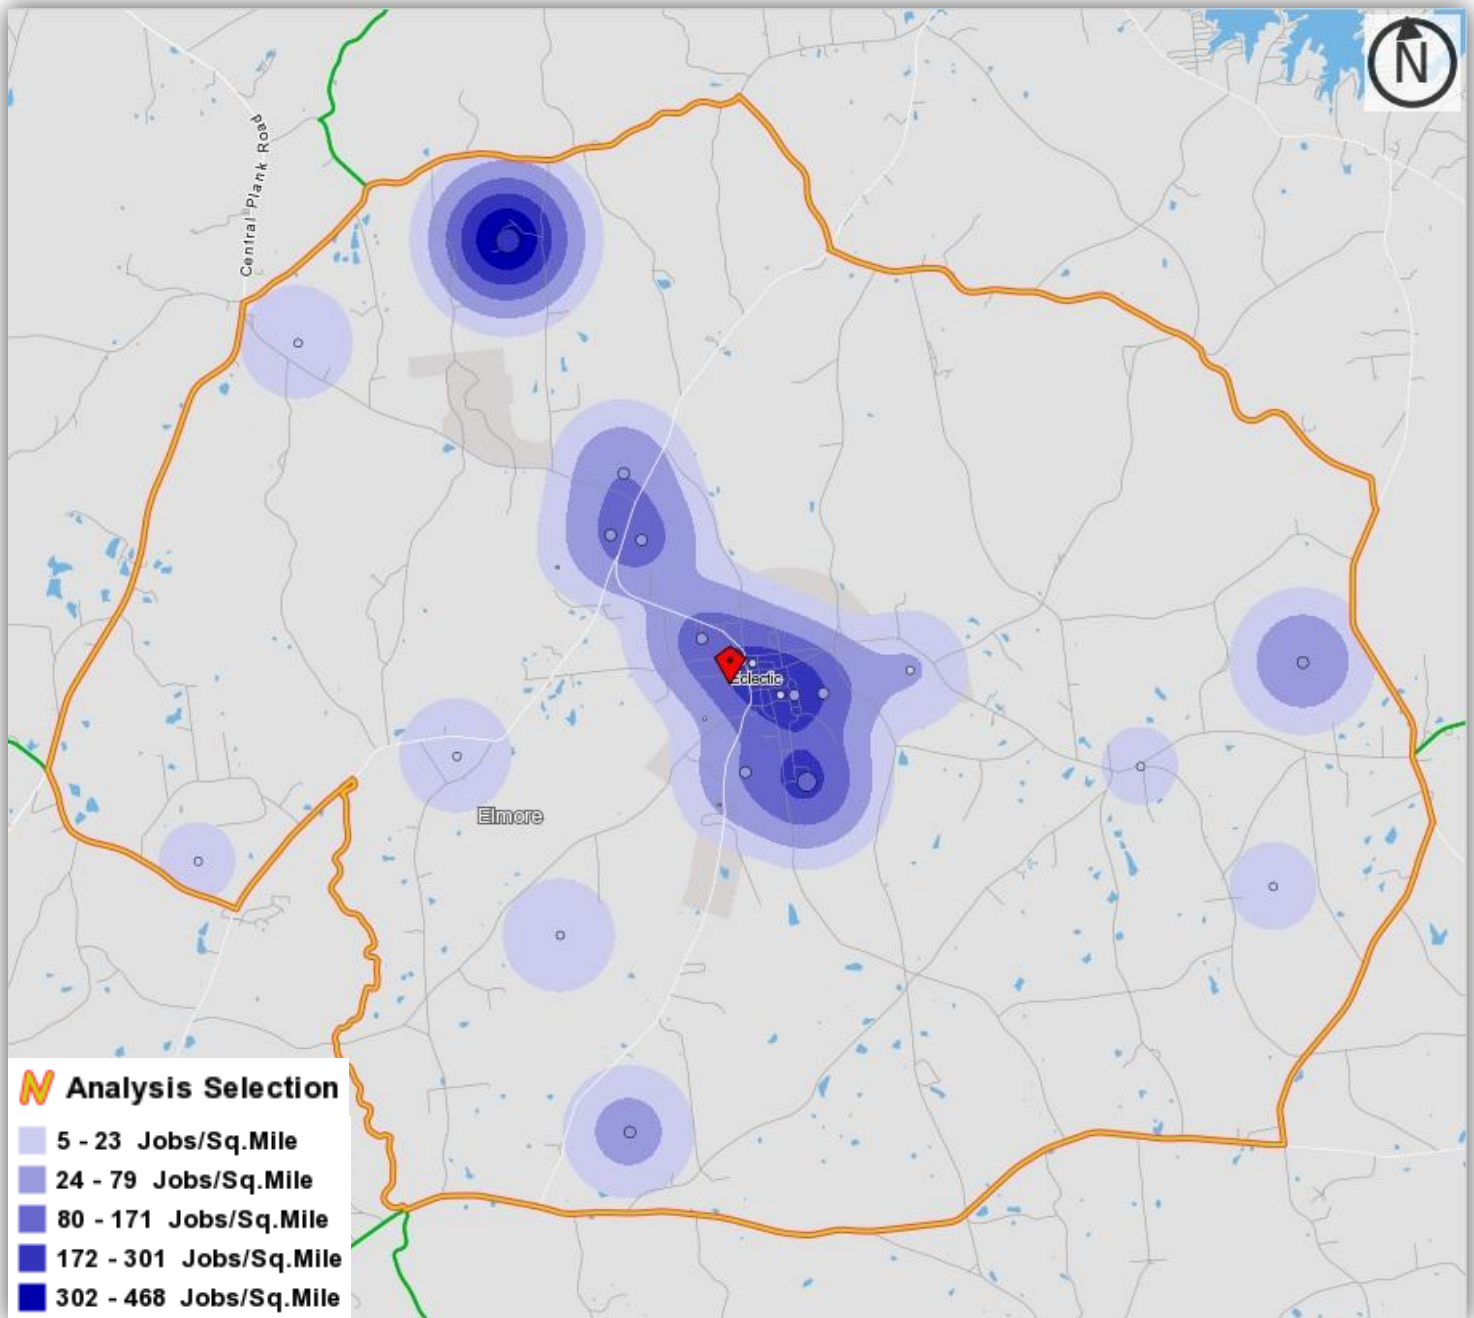 N
Central Plank Road
Eclectic
Elmore
Analysis Selection
5 - 23 Jobs/Sq.Mile
24 - 79 Jobs/Sq.Mile
80 - 171 Jobs/Sq.Mile
172 - 301 Jobs/Sq.Mile
302 - 468 Jobs/Sq.Mile